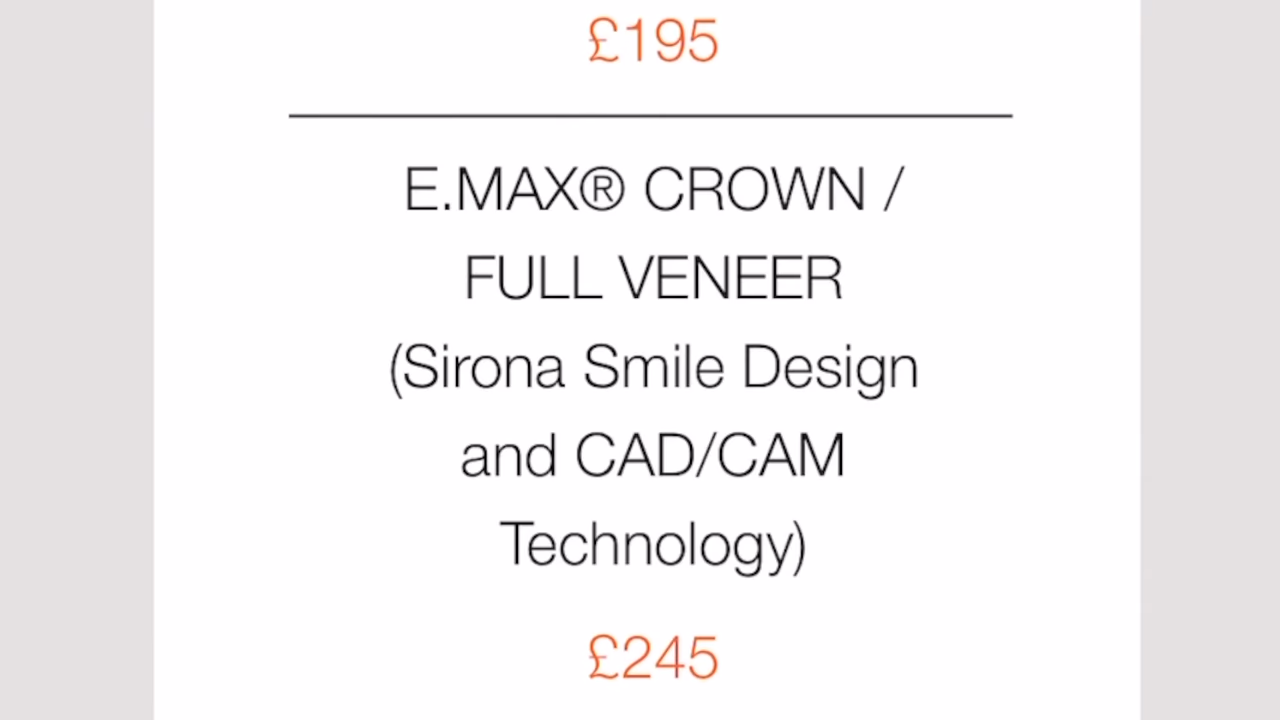 £195
E.MAX® CROWN /
FULL VENEER
(Sirona Smile Design
and CAD/CAM
Technology)
£245